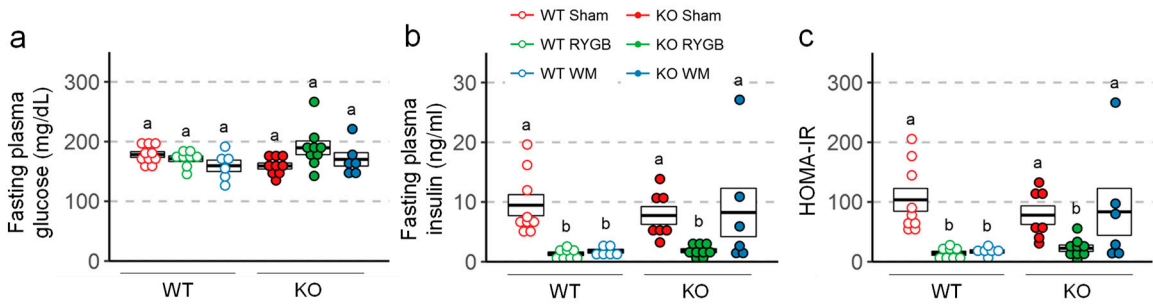 WT Sham KO Sham
WT RYGB KO RYGB
WT WM KO WM
a
Fasting plasma
glucose (mg/dL)
300
200
100
0
a a a a a a
WT KO
b
Fasting plasma
insulin (ng/ml)
30
20
10
0
a b b a b a
WT KO
c
HOMA-IR
300
200
100
0
a b b a b a
WT KO